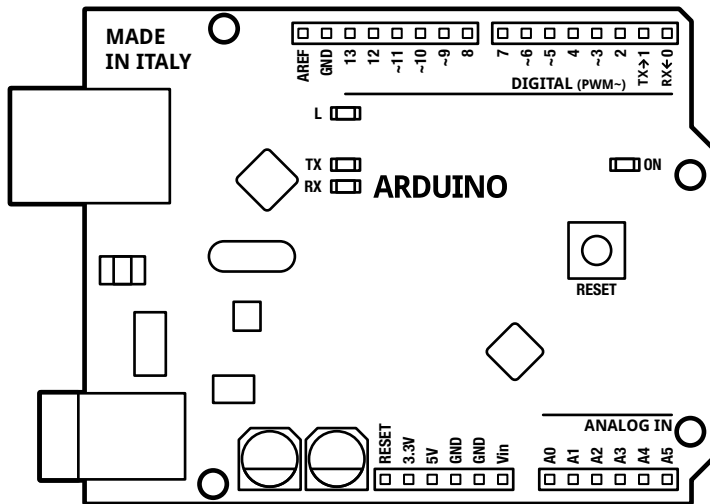 MADE
IN ITALY
AREF
GND
13
12
~11
~10
~9
8
7
~6
~5
4
~3
2
TX→1
RX←0
DIGITAL (PWM~)
L
TX
RX
ARDUINO
ON
RESET
ANALOG IN
RESET
3.3V
5V
GND
GND
Vin
A0
A1
A2
A3
A4
A5